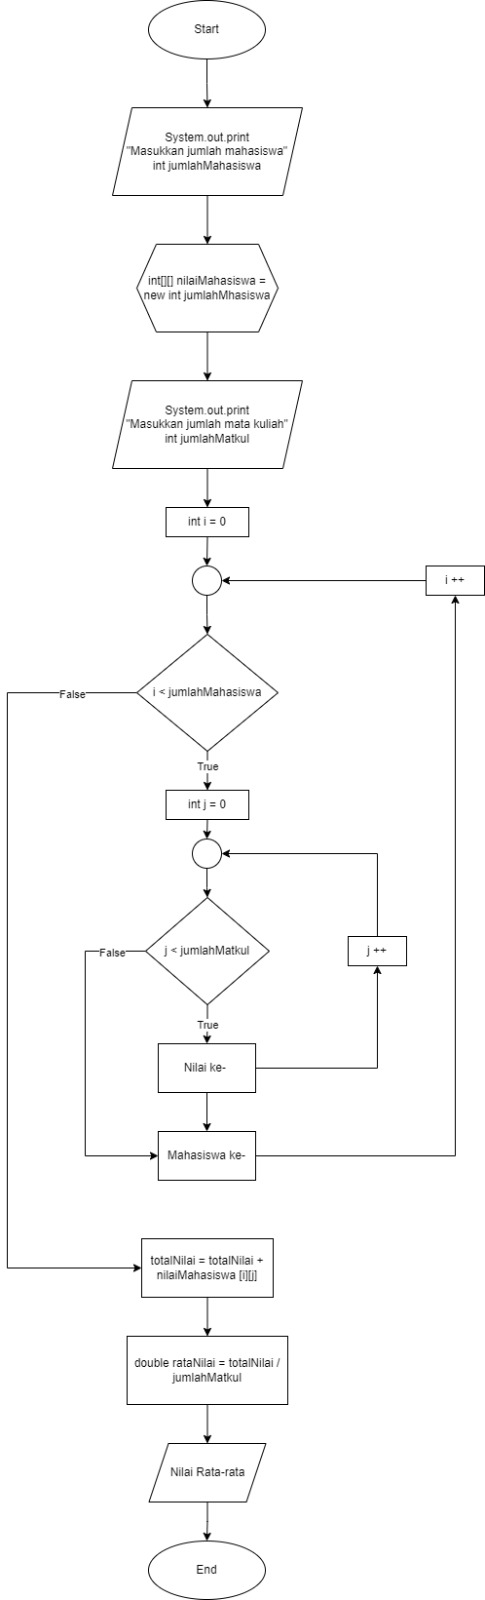 Start
System.out.print
"Masukkan jumlah mahasiswa"
int jumlahMahasiswa
int[][] nilaiMahasiswa =
new int jumlahMhasiswa
System.out.print
"Masukkan jumlah mata kuliah"
int jumlahMatkul
int i = 0
i ++
i < jumlahMahasiswa
False
True
int j = 0
j < jumlahMatkul
j ++
False
True
Nilai ke-
Mahasiswa ke-
totalNilai = totalNilai +
nilaiMahasiswa [i][j]
double rataNilai = totalNilai /
jumlahMatkul
Nilai Rata-rata
End